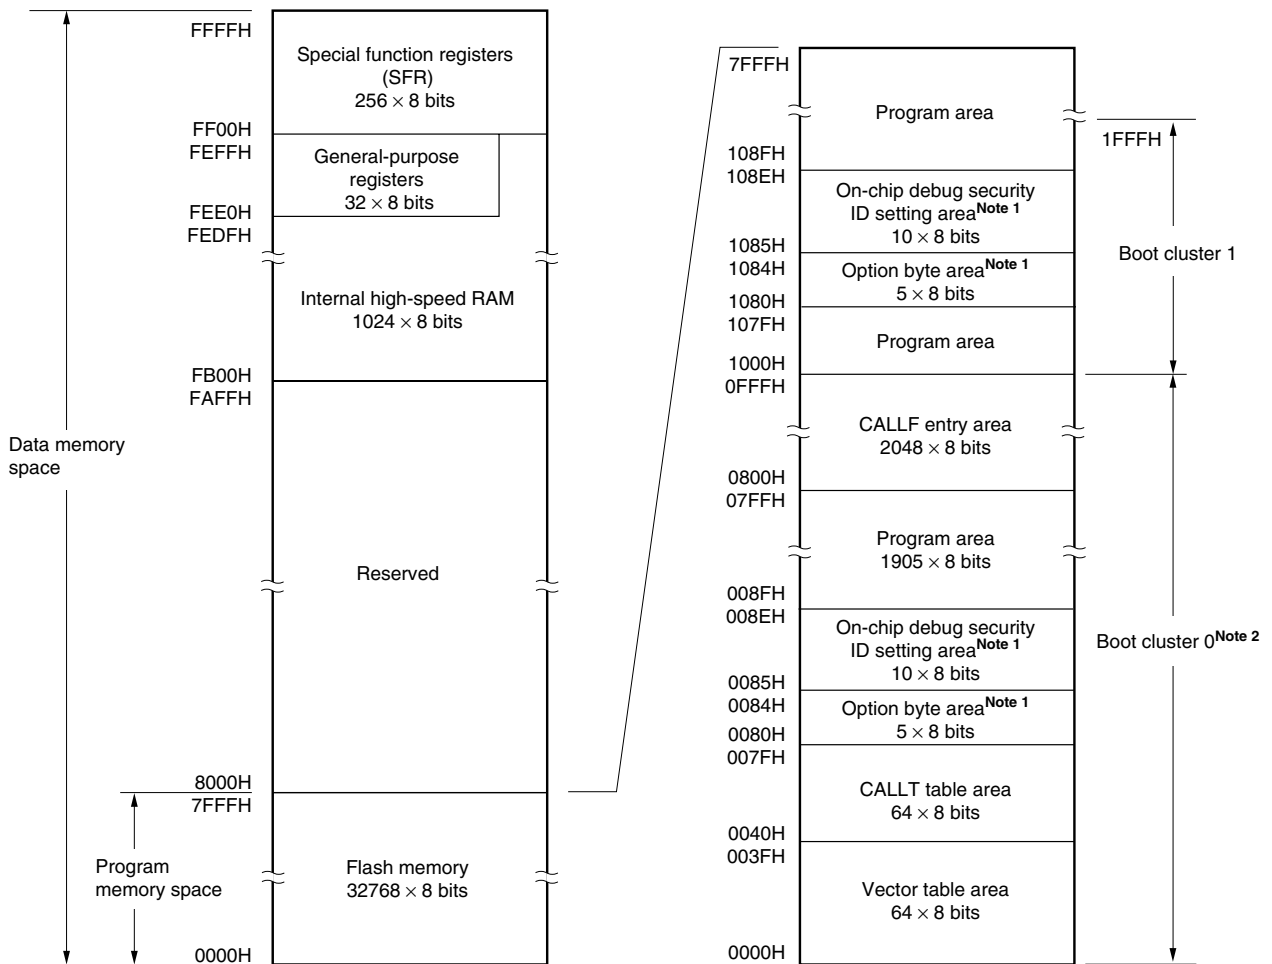 FFFFH
Special function registers
(SFR)
256 × 8 bits
FF00H
FEFFH
General-purpose
registers
32 × 8 bits
FEE0H
FEDFH
Internal high-speed RAM
1024 × 8 bits
FB00H
FAFFH
Data memory
space
Reserved
8000H
7FFFH
Program
memory space
Flash memory
32768 × 8 bits
0000H
7FFFH
Program area
1FFFH
108FH
108EH
On-chip debug security
ID setting areaNote 1
10 × 8 bits
1085H
Boot cluster 1
1084H
Option byte areaNote 1
5 × 8 bits
1080H
107FH
Program area
1000H
0FFFH
CALLF entry area
2048 × 8 bits
0800H
07FFH
Program area
1905 × 8 bits
008FH
008EH
On-chip debug security
ID setting areaNote 1
10 × 8 bits
Boot cluster 0Note 2
0085H
0084H
Option byte areaNote 1
5 × 8 bits
0080H
007FH
CALLT table area
64 × 8 bits
0040H
003FH
Vector table area
64 × 8 bits
0000H